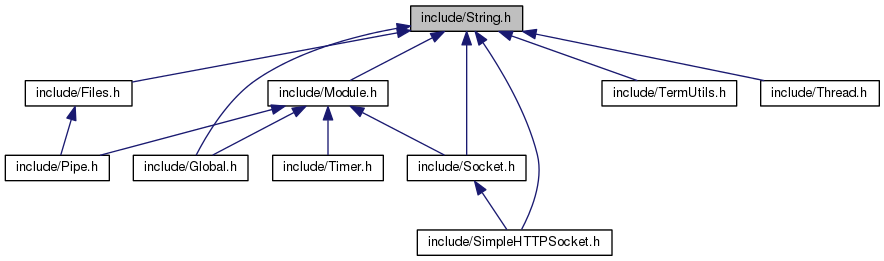 include/String.h
include/Files.h
include/Module.h
include/TermUtils.h
include/Thread.h
include/Pipe.h
include/Global.h
include/Timer.h
include/Socket.h
include/SimpleHTTPSocket.h